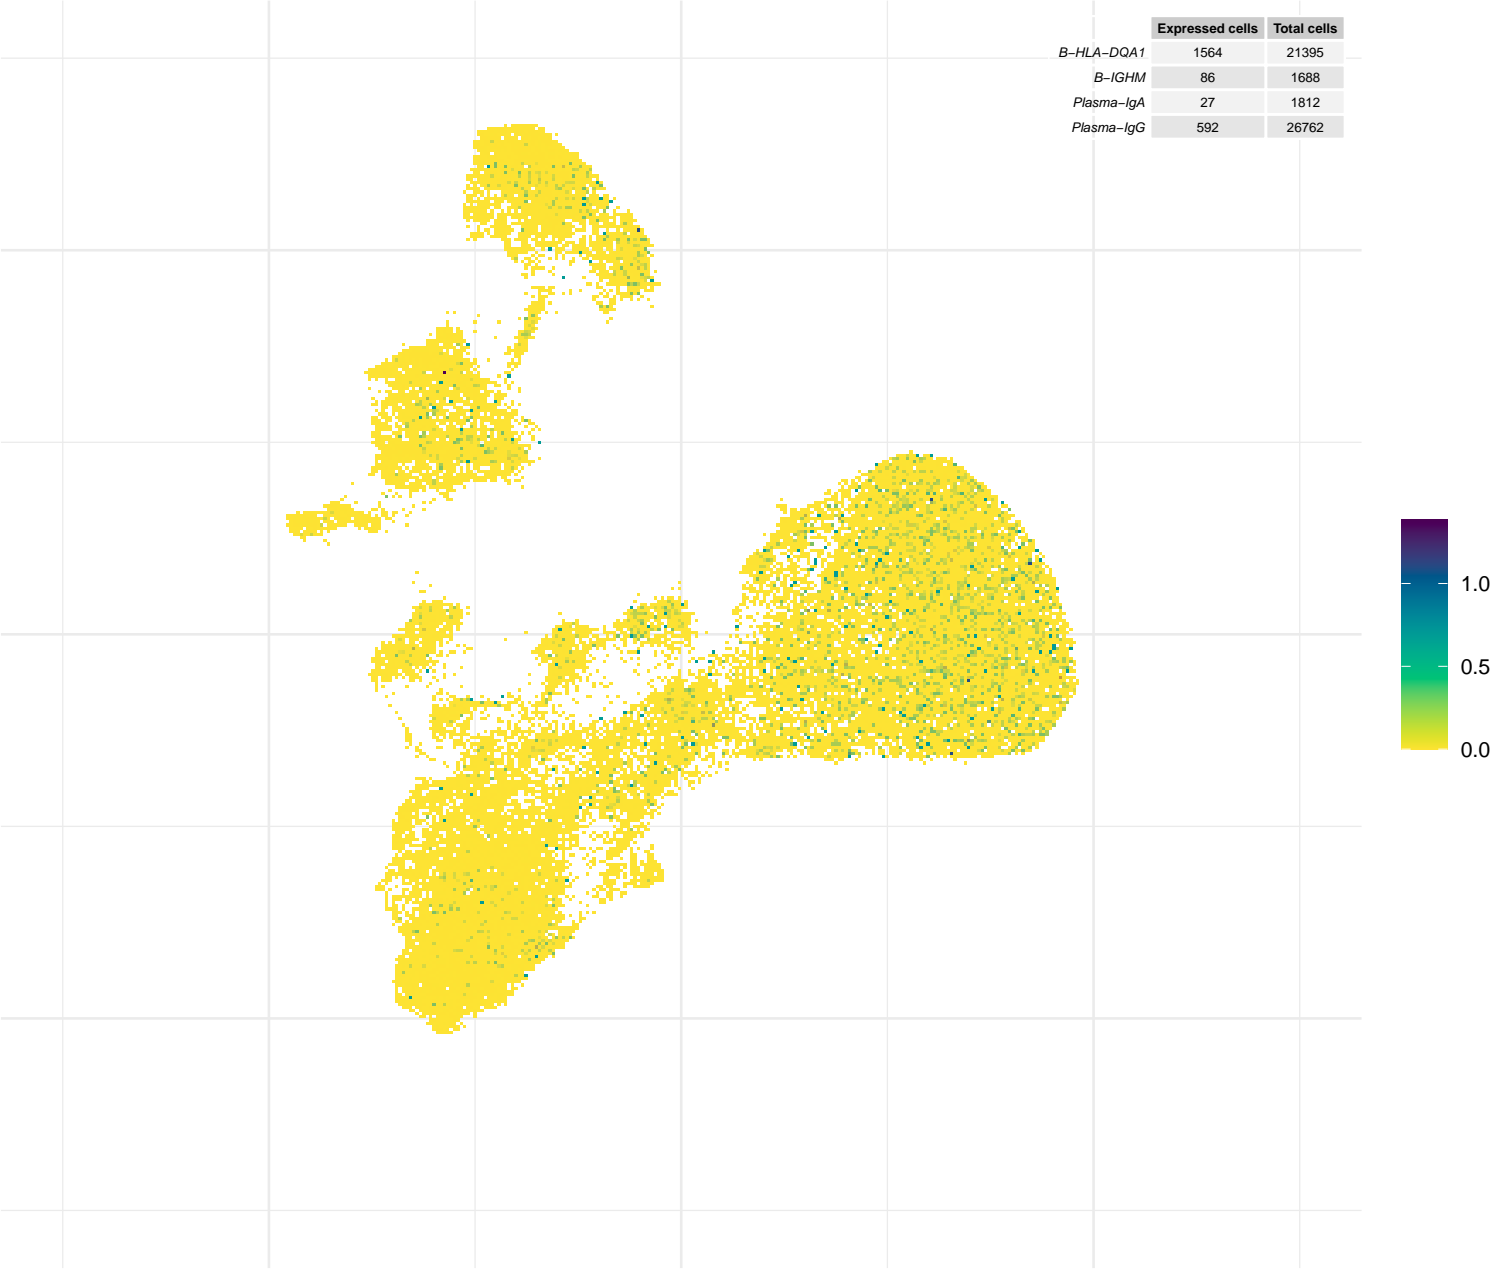 Expressed cells Total cells
B−HLA−DQA1 1564 21395
B−IGHM 86 1688
Plasma−IgA 27 1812
Plasma−IgG 592 26762
1.0
0.5
0.0